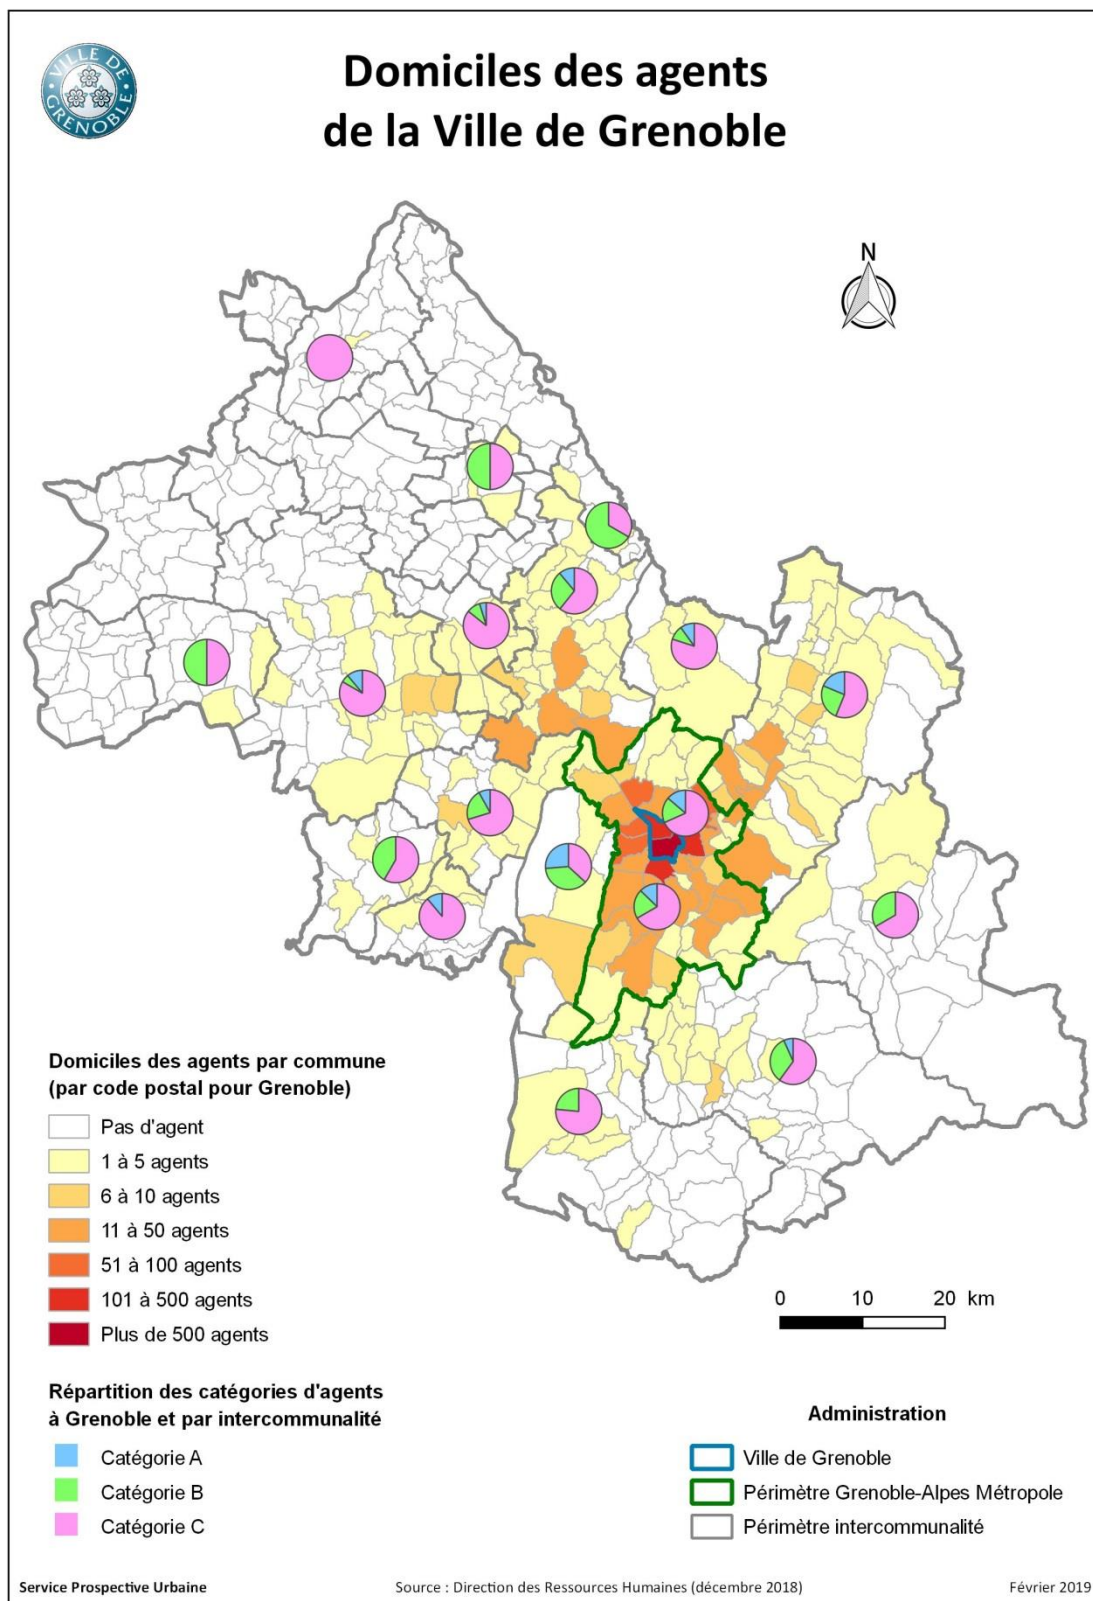 VILLE DE GRENOBLE
Domiciles des agents
de la Ville de Grenoble
N
Domiciles des agents par commune
(par code postal pour Grenoble)
Pas d'agent
1 à 5 agents
6 à 10 agents
11 à 50 agents
51 à 100 agents
101 à 500 agents
Plus de 500 agents
0 10 20 km
Répartition des catégories d'agents
à Grenoble et par intercommunalité
Catégorie A
Catégorie B
Catégorie C
Administration
Ville de Grenoble
Périmètre Grenoble-Alpes Métropole
Périmètre intercommunalité
Service Prospective Urbaine
Source : Direction des Ressources Humaines (décembre 2018)
Février 2019